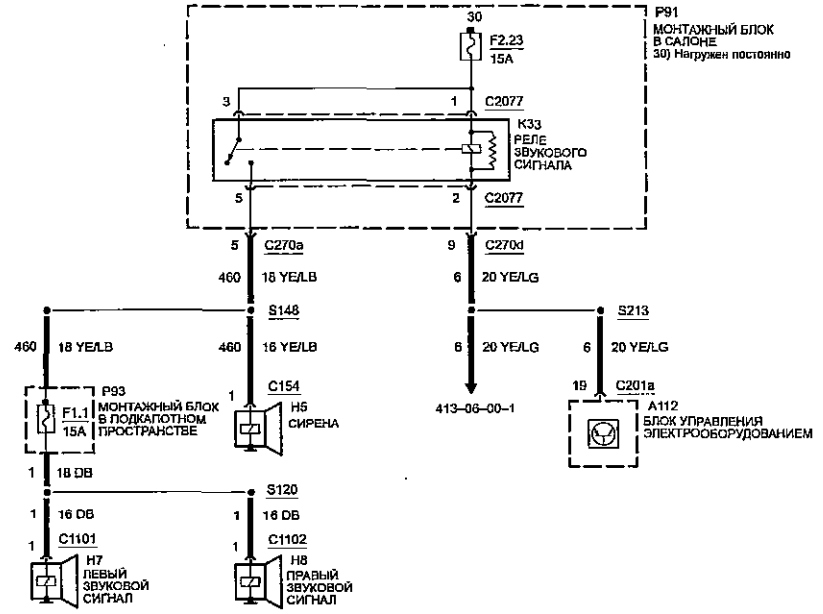 P91
МОНТАЖНЫЙ БЛОК
В САЛОНЕ
30) Нагружен постоянно
30
F2.23
15A
3
1
C2077
K33
РЕЛЕ
ЗВУКОВОГО
СИГНАЛА
5
2
C2077
5
C270a
9
C270d
460
18 YE/LB
6
20 YE/LG
S148
S213
460
18 YE/LB
460
16 YE/LB
6
20 YE/LG
6
20 YE/LG
P93
МОНТАЖНЫЙ БЛОК
В ПОДКАПОТНОМ
ПРОСТРАНСТВЕ
F1.1
15A
1
C154
H5
СИРЕНА
413–06–00–1
19
C201a
A112
БЛОК УПРАВЛЕНИЯ
ЭЛЕКТРООБОРУДОВАНИЕМ
1
18 DB
S120
1
16 DB
1
16 DB
1
C1101
1
C1102
H7
ЛЕВЫЙ
ЗВУКОВОЙ
СИГНАЛ
H8
ПРАВЫЙ
ЗВУКОВОЙ
СИГНАЛ